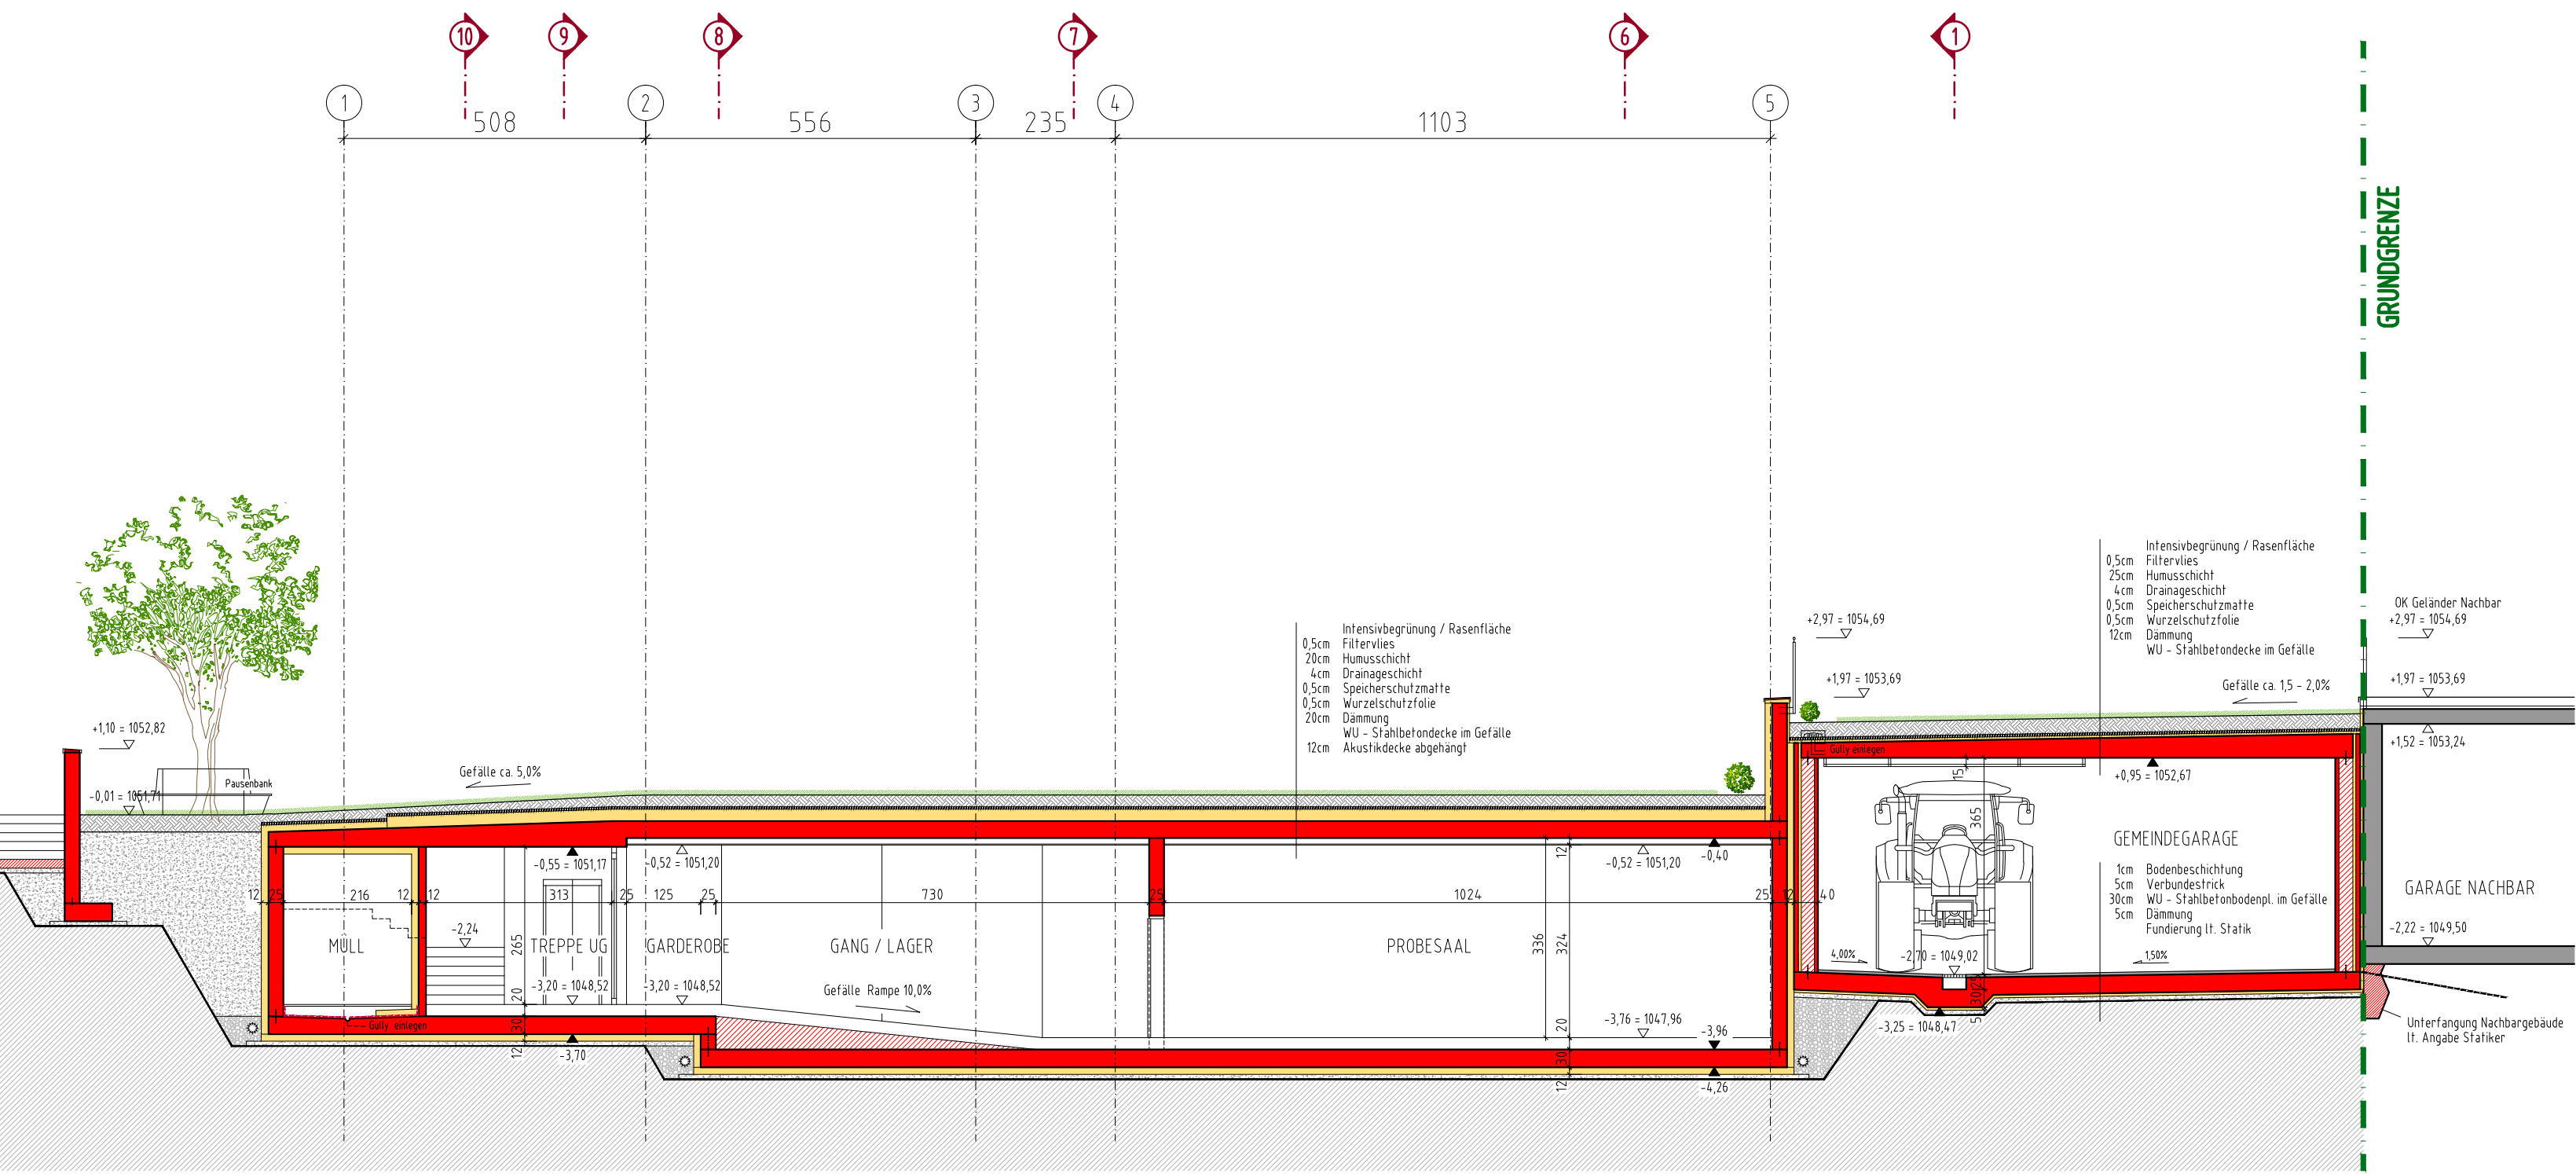 10 9 8 7 6 1
1 2 3 4 5
508 556 235 1103
GRUNDGRENZE
Intensivbegrünung / Rasenfläche
0,5cm Filtervlies
25cm Humusschicht
4cm Drainageschicht
0,5cm Speicherschutzmatte
0,5cm Wurzelschutzfolie
12cm Dämmung
WU - Stahlbetondecke im Gefälle
OK Geländer Nachbar
+2,97 = 1054,69
+2,97 = 1054,69
Intensivbegrünung / Rasenfläche
0,5cm Filtervlies
20cm Humusschicht
4cm Drainageschicht
0,5cm Speicherschutzmatte
0,5cm Wurzelschutzfolie
20cm Dämmung
WU - Stahlbetondecke im Gefälle
12cm Akustikdecke abgehängt
+1,97 = 1053,69
Gefälle ca. 1,5 - 2,0%
+1,97 = 1053,69
+1,10 = 1052,82
+1,52 = 1053,24
Gully einlegen
Gefälle ca. 5,0%
Pausenbank
-0,01 = 1051,71
15
+0,95 = 1052,67
365
GEMEINDEGARAGE
-0,55 = 1051,17
-0,52 = 1051,20
12
-0,52 = 1051,20
-0,40
1cm Bodenbeschichtung
5cm Verbundestrick
30cm WU - Stahlbetonbodenpl. im Gefälle
5cm Dämmung
Fundierung lt. Statik
GARAGE NACHBAR
12 25 216 12 12 313 25 125 25 730 25 1024 25 12 40
-2,24
-2,22 = 1049,50
MÜLL
265
TREPPE UG
GARDEROBE
GANG / LAGER
PROBESAAL
336
324
4,00%
-2,70 = 1049,02
1,50%
-3,20 = 1048,52
-3,20 = 1048,52
Gefälle Rampe 10,0%
20
30
12
Gully einlegen
-3,70
-3,76 = 1047,96
-3,96
20
30
12
-4,26
25
30
5
-3,25 = 1048,47
Unterfangung Nachbargebäude
lt. Angabe Statiker